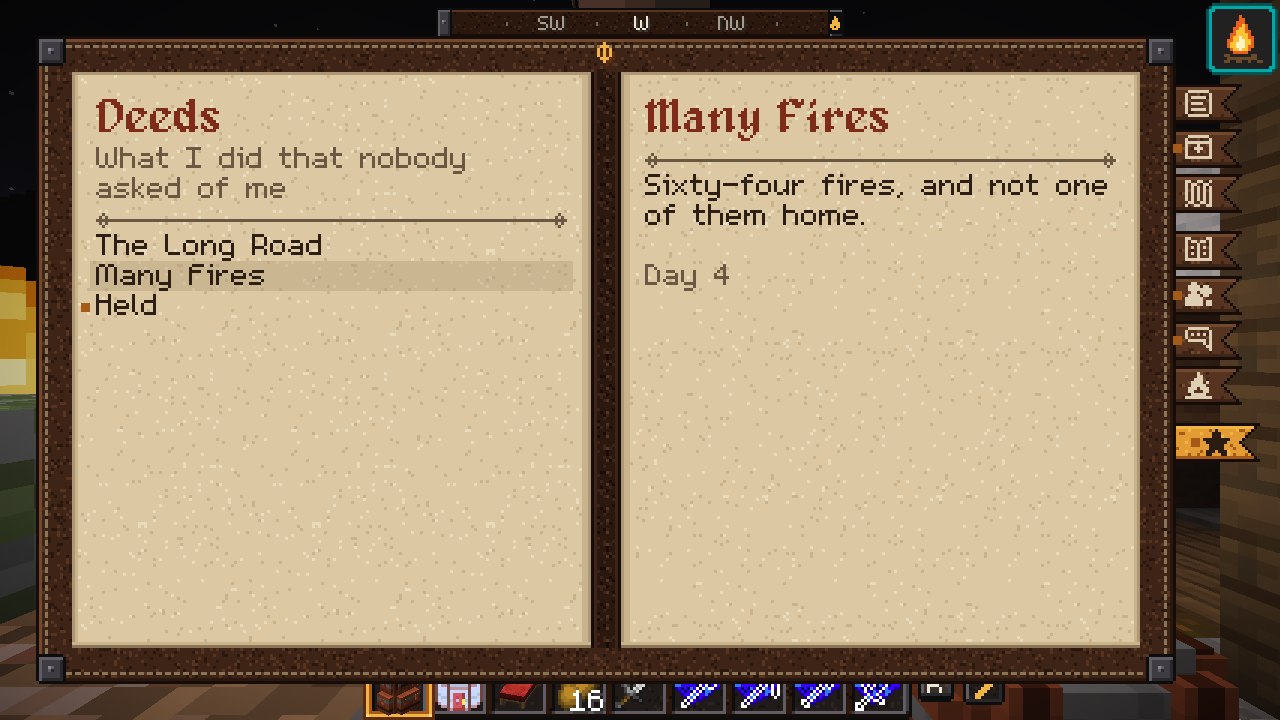 SW W NW
Deeds
What I did that nobody
asked of me
The Long Road
Many Fires
Held
Many Fires
Sixty-four fires, and not one
of them home.
Day 4
16